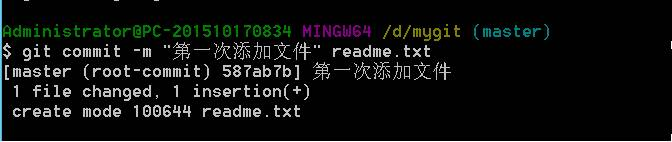 Administrator@PC-201510170834 MINGW64 /d/mygit (master)
$ git commit -m "第一次添加文件" readme.txt
[master (root-commit) 587ab7b] 第一次添加文件
 1 file changed, 1 insertion(+)
 create mode 100644 readme.txt